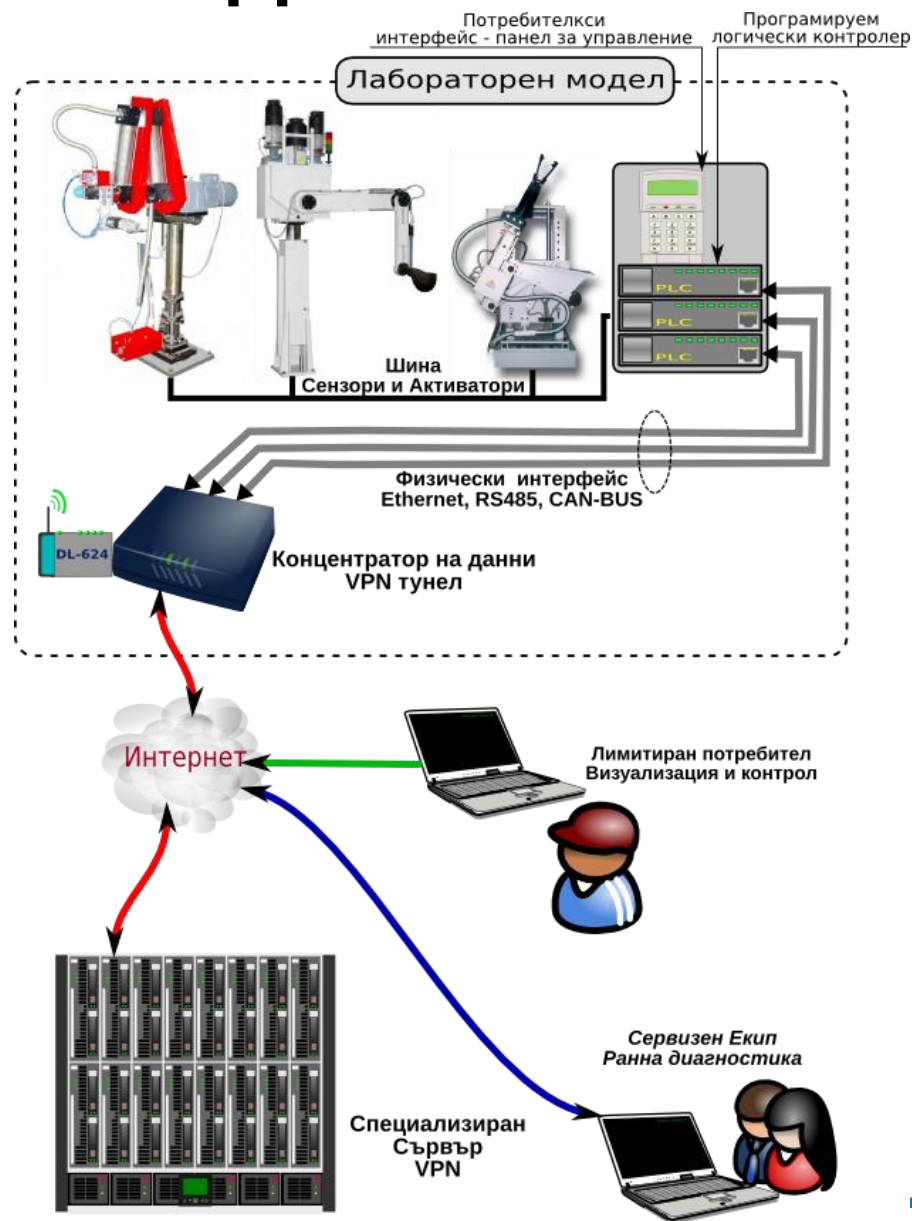 Потребителкси
интерфейс - панел за управление
Програмируем
логически контролер
Лабораторен модел
PLC
PLC
PLC
Шина
Сензори и Активатори
Физически интерфейс
Ethernet, RS485, CAN-BUS
DL-624
Концентратор на данни
VPN тунел
Интернет
Лимитиран потребител
Визуализация и контрол
Сервизен Екип
Ранна диагностика
Специализиран
Сървър
VPN